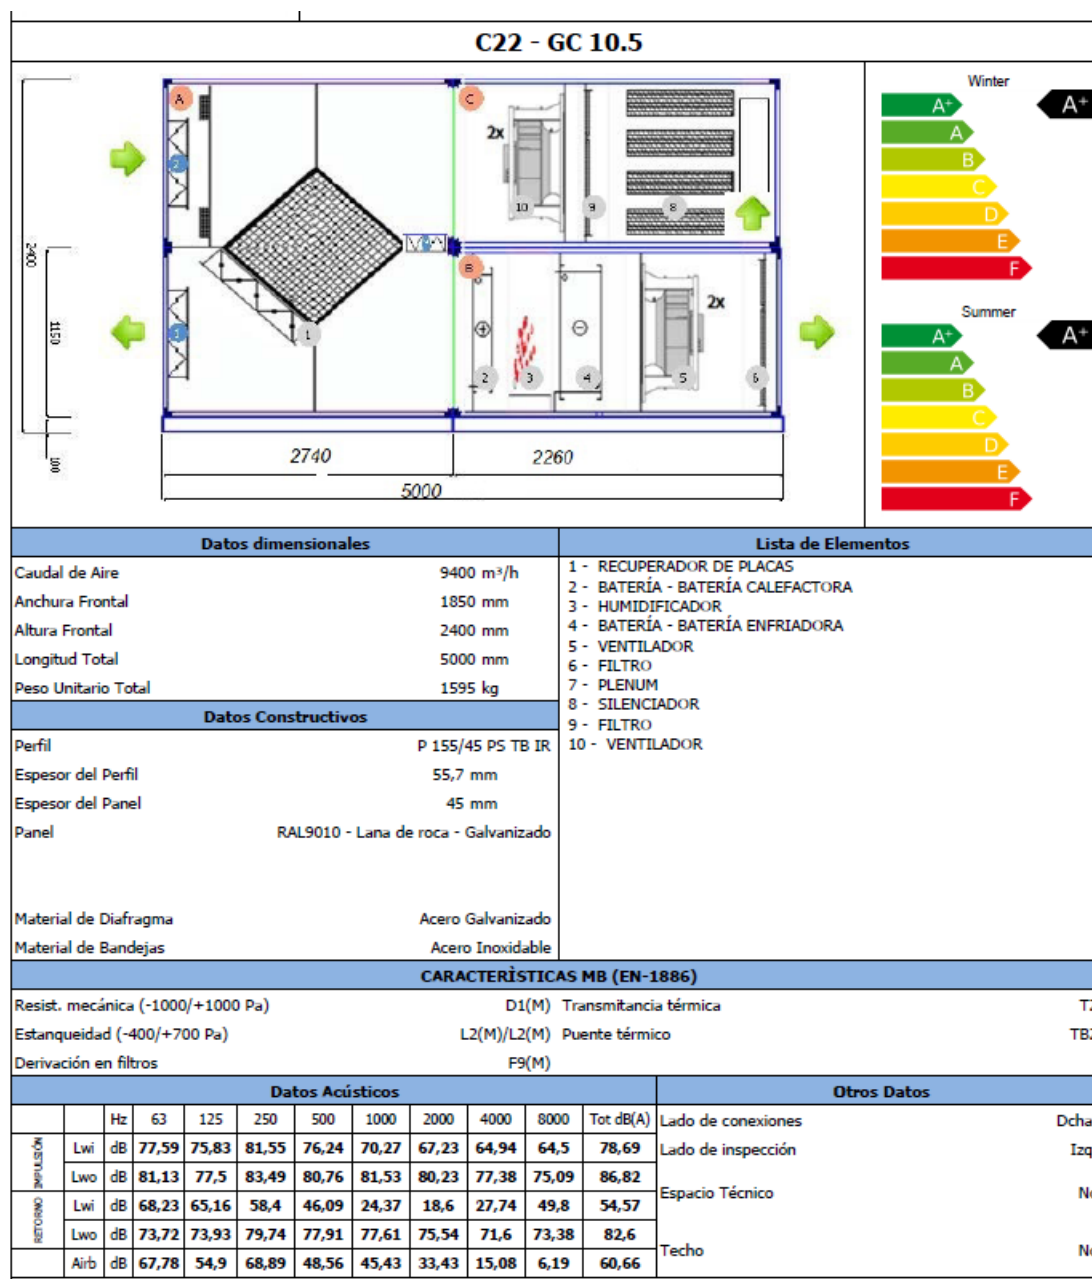 C22 - GC 10.5
A
C
2
2x
10
9
8
B
1
2x
2
3
4
5
6
2400
1150
100
2740
2260
5000
Winter
A+
A+
A
B
C
D
E
F
Summer
A+
A+
A
B
C
D
E
F
Datos dimensionales
Caudal de Aire 9400 m³/h
Anchura Frontal 1850 mm
Altura Frontal 2400 mm
Longitud Total 5000 mm
Peso Unitario Total 1595 kg
Lista de Elementos
1 - RECUPERADOR DE PLACAS
2 - BATERÍA - BATERÍA CALEFACTORA
3 - HUMIDIFICADOR
4 - BATERÍA - BATERÍA ENFRIADORA
5 - VENTILADOR
6 - FILTRO
7 - PLENUM
8 - SILENCIADOR
9 - FILTRO
10 - VENTILADOR
Datos Constructivos
Perfil P 155/45 PS TB IR
Espesor del Perfil 55,7 mm
Espesor del Panel 45 mm
Panel RAL9010 - Lana de roca - Galvanizado
Material de Diafragma Acero Galvanizado
Material de Bandejas Acero Inoxidable
CARACTERÌSTICAS MB (EN-1886)
Resist. mecánica (-1000/+1000 Pa) D1(M) Transmitancia térmica
Estanqueidad (-400/+700 Pa) L2(M)/L2(M) Puente térmico
Derivación en filtros F9(M)
Datos Acústicos
Hz 63 125 250 500 1000 2000 4000 8000 Tot dB(A)
IMPULSIÓN
Lwi dB 77,59 75,83 81,55 76,24 70,27 67,23 64,94 64,5 78,69
Lwo dB 81,13 77,5 83,49 80,76 81,53 80,23 77,38 75,09 86,82
RETORNO
Lwi dB 68,23 65,16 58,4 46,09 24,37 18,6 27,74 49,8 54,57
Lwo dB 73,72 73,93 79,74 77,91 77,61 75,54 71,6 73,38 82,6
Airb dB 67,78 54,9 68,89 48,56 45,43 33,43 15,08 6,19 60,66
Otros Datos
Lado de conexiones Dcha
Lado de inspección Izq
Espacio Técnico
Techo